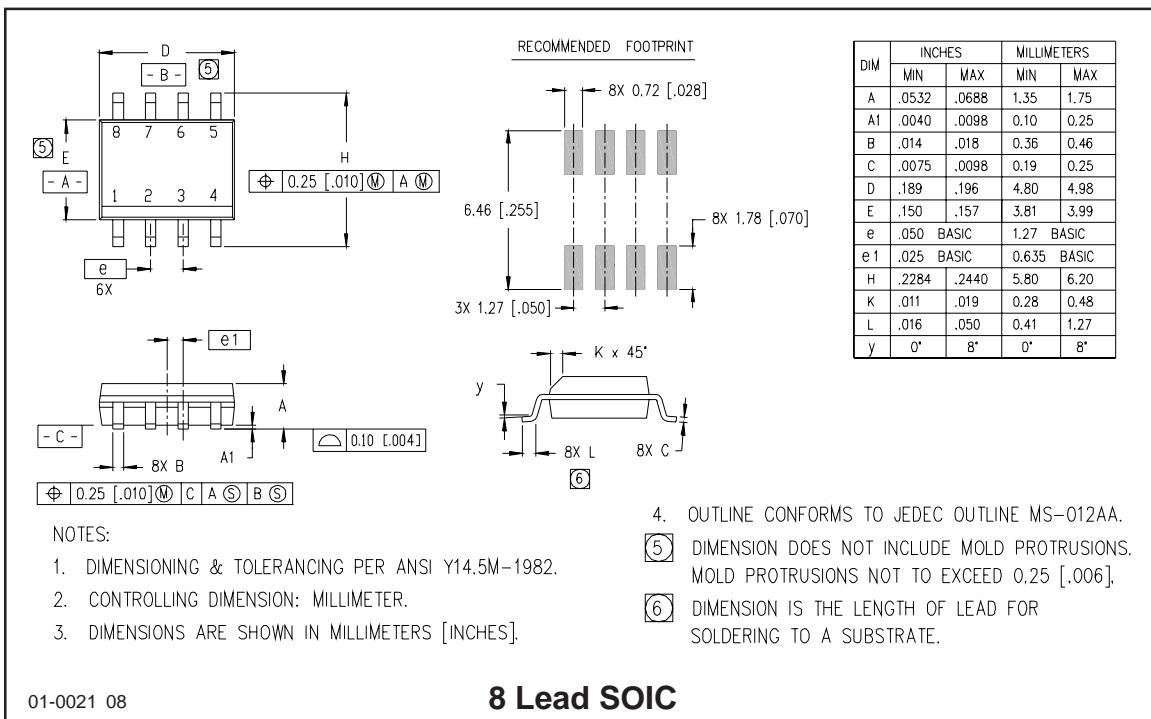 D
- B -
5
8 7 6 5
5
E
- A -
1 2 3 4
H
⌖ 0.25 [.010] Ⓜ A Ⓜ
e
6X
RECOMMENDED FOOTPRINT
8X 0.72 [.028]
6.46 [.255]
8X 1.78 [.070]
3X 1.27 [.050]
DIM INCHES MILLIMETERS
MIN MAX MIN MAX
A .0532 .0688 1.35 1.75
A1 .0040 .0098 0.10 0.25
B .014 .018 0.36 0.46
C .0075 .0098 0.19 0.25
D .189 .196 4.80 4.98
E .150 .157 3.81 3.99
e .050 BASIC 1.27 BASIC
e1 .025 BASIC 0.635 BASIC
H .2284 .2440 5.80 6.20
K .011 .019 0.28 0.48
L .016 .050 0.41 1.27
y 0° 8° 0° 8°
e1
A
- C -
8X B
A1
⌓ 0.10 [.004]
⌖ 0.25 [.010] Ⓜ C A Ⓢ B Ⓢ
K x 45°
y
8X L
6
8X C
NOTES:
1. DIMENSIONING & TOLERANCING PER ANSI Y14.5M-1982.
2. CONTROLLING DIMENSION: MILLIMETER.
3. DIMENSIONS ARE SHOWN IN MILLIMETERS [INCHES].
4. OUTLINE CONFORMS TO JEDEC OUTLINE MS-012AA.
5 DIMENSION DOES NOT INCLUDE MOLD PROTRUSIONS.
MOLD PROTRUSIONS NOT TO EXCEED 0,25 [.006].
6 DIMENSION IS THE LENGTH OF LEAD FOR
SOLDERING TO A SUBSTRATE.
01-0021 08
8 Lead SOIC